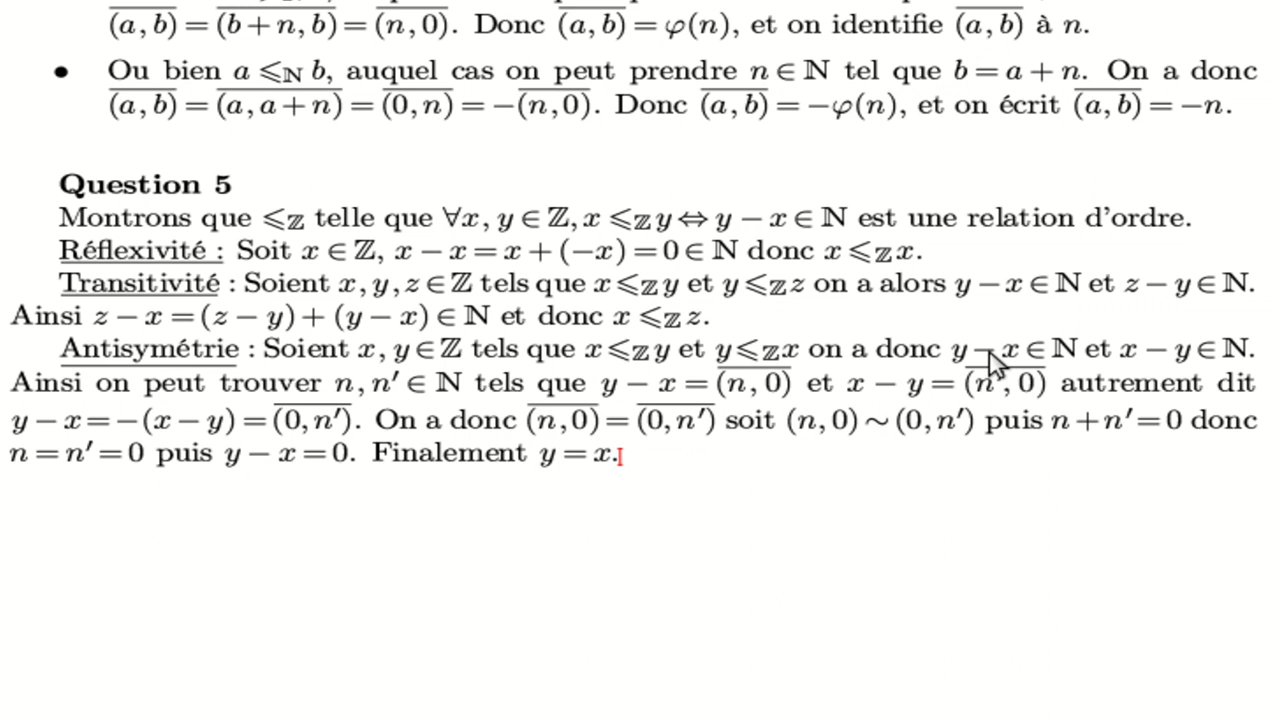 (a, b) = (b + n, b) = (n, 0). Donc (a, b) = φ(n), et on identifie (a, b) à n.
• Ou bien a ⩽ℕ b, auquel cas on peut prendre n ∈ ℕ tel que b = a + n. On a donc
(a, b) = (a, a + n) = (0, n) = −(n, 0). Donc (a, b) = −φ(n), et on écrit (a, b) = −n.
Question 5
Montrons que ⩽ℤ telle que ∀x, y ∈ ℤ, x ⩽ℤ y ⇔ y − x ∈ ℕ est une relation d'ordre.
Réflexivité : Soit x ∈ ℤ, x − x = x + (−x) = 0 ∈ ℕ donc x ⩽ℤ x.
Transitivité : Soient x, y, z ∈ ℤ tels que x ⩽ℤ y et y ⩽ℤ z on a alors y − x ∈ ℕ et z − y ∈ ℕ.
Ainsi z − x = (z − y) + (y − x) ∈ ℕ et donc x ⩽ℤ z.
Antisymétrie : Soient x, y ∈ ℤ tels que x ⩽ℤ y et y ⩽ℤ x on a donc y − x ∈ ℕ et x − y ∈ ℕ.
Ainsi on peut trouver n, n′ ∈ ℕ tels que y − x = (n, 0) et x − y = (n′, 0) autrement dit
y − x = −(x − y) = (0, n′). On a donc (n, 0) = (0, n′) soit (n, 0) ∼ (0, n′) puis n + n′ = 0 donc
n = n′ = 0 puis y − x = 0. Finalement y = x.